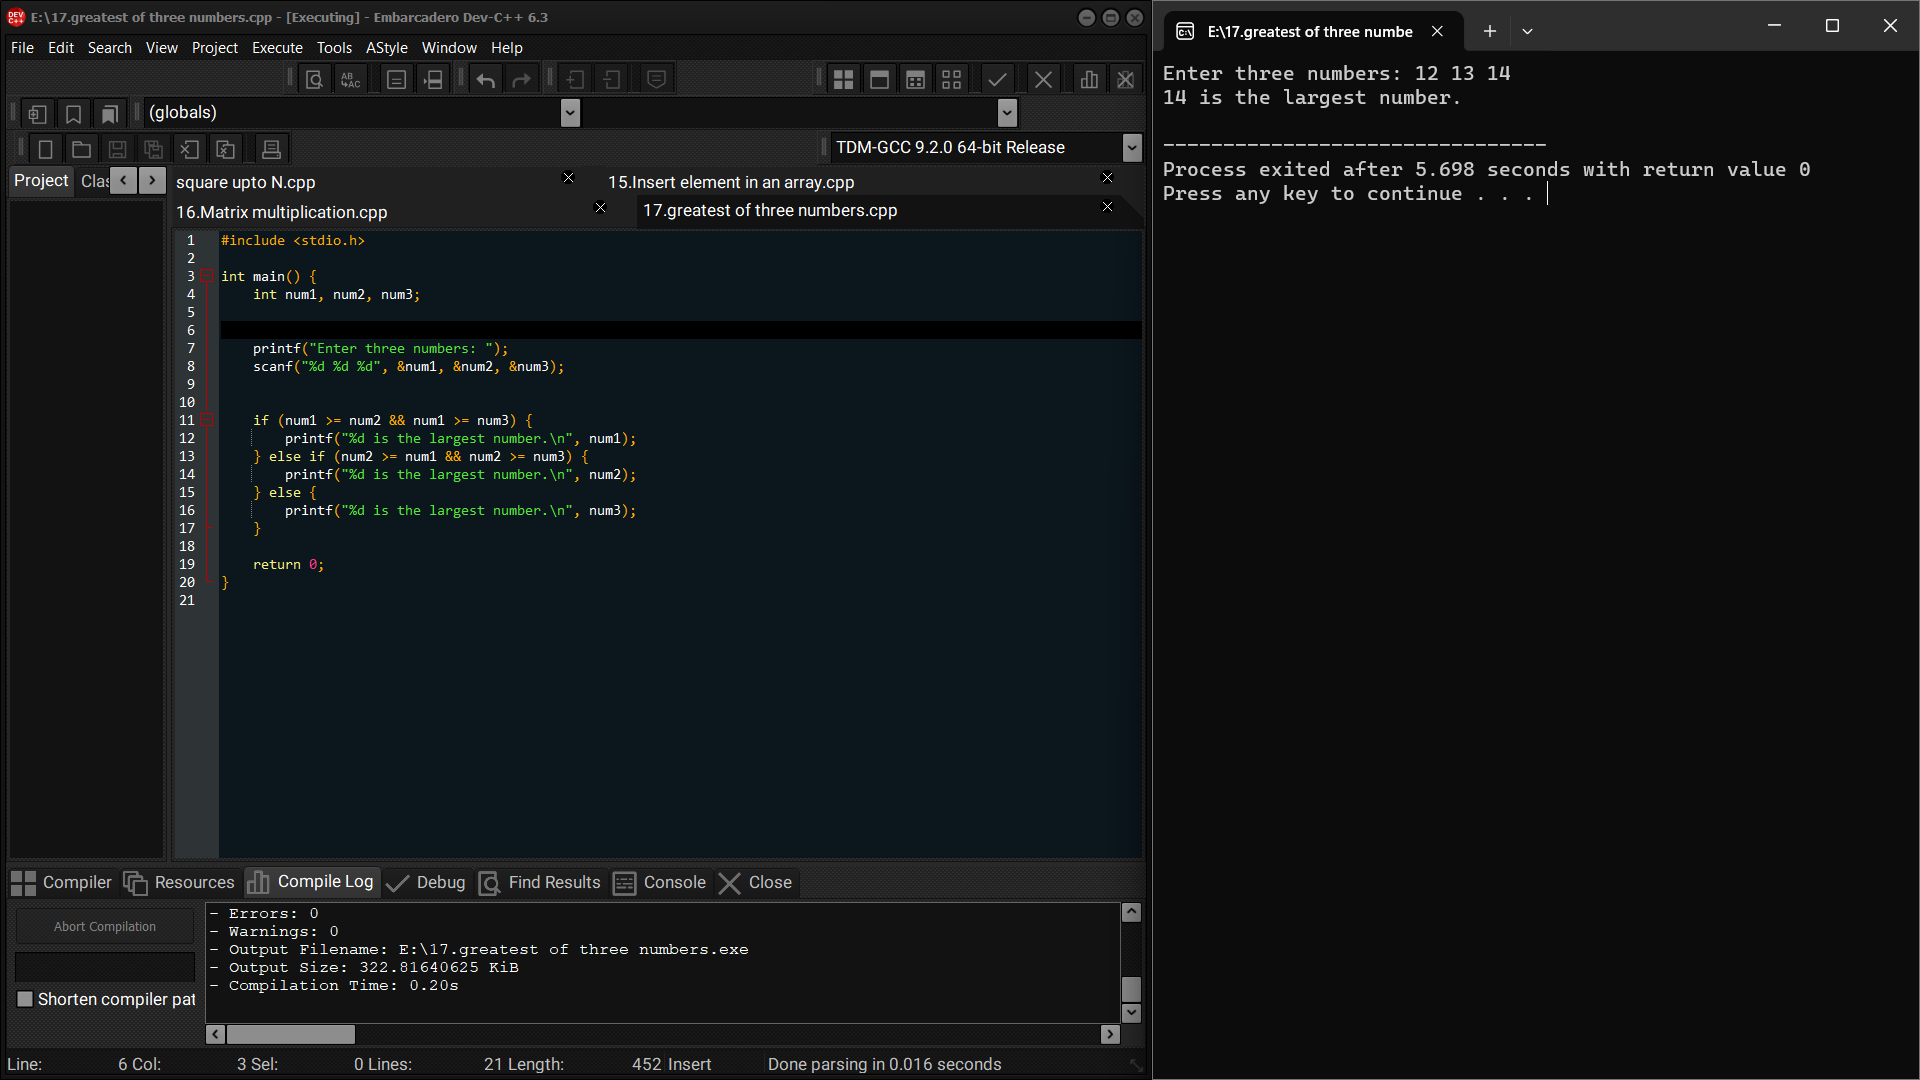 E:\17.greatest of three numbers.cpp - [Executing] - Embarcadero Dev-C++ 6.3
File Edit Search View Project Execute Tools AStyle Window Help
(globals)
TDM-GCC 9.2.0 64-bit Release
Project Clas
square upto N.cpp
15.Insert element in an array.cpp
16.Matrix multiplication.cpp
17.greatest of three numbers.cpp
1 #include <stdio.h>
2
3 int main() {
4 int num1, num2, num3;
5
6
7 printf("Enter three numbers: ");
8 scanf("%d %d %d", &num1, &num2, &num3);
9
10
11 if (num1 >= num2 && num1 >= num3) {
12 printf("%d is the largest number.\n", num1);
13 } else if (num2 >= num1 && num2 >= num3) {
14 printf("%d is the largest number.\n", num2);
15 } else {
16 printf("%d is the largest number.\n", num3);
17 }
18
19 return 0;
20 }
21
Compiler Resources Compile Log Debug Find Results Console Close
Abort Compilation
Shorten compiler pat
- Errors: 0
- Warnings: 0
- Output Filename: E:\17.greatest of three numbers.exe
- Output Size: 322.81640625 KiB
- Compilation Time: 0.20s
Line: 6 Col: 3 Sel: 0 Lines: 21 Length: 452 Insert Done parsing in 0.016 seconds
E:\17.greatest of three numbe
Enter three numbers: 12 13 14
14 is the largest number.
--------------------------------
Process exited after 5.698 seconds with return value 0
Press any key to continue . . .